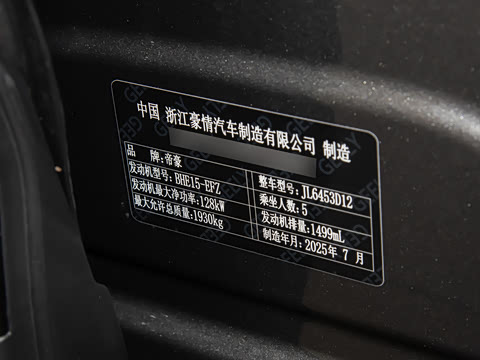 中国 浙江豪情汽车制造有限公司 制造
品 牌:帝豪
发动机型号:BHE15-EFZ 整车型号:JL6453D12
发动机最大净功率:128kW 乘坐人数:5
最大允许总质量:1930kg 发动机排量:1499mL
制造年月:2025年 7 月